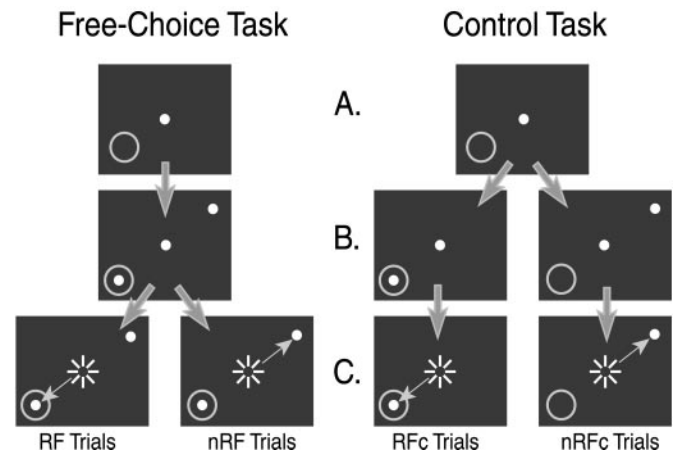 Free-Choice Task
Control Task
A.
B.
C.
RF Trials
nRF Trials
RFc Trials
nRFc Trials